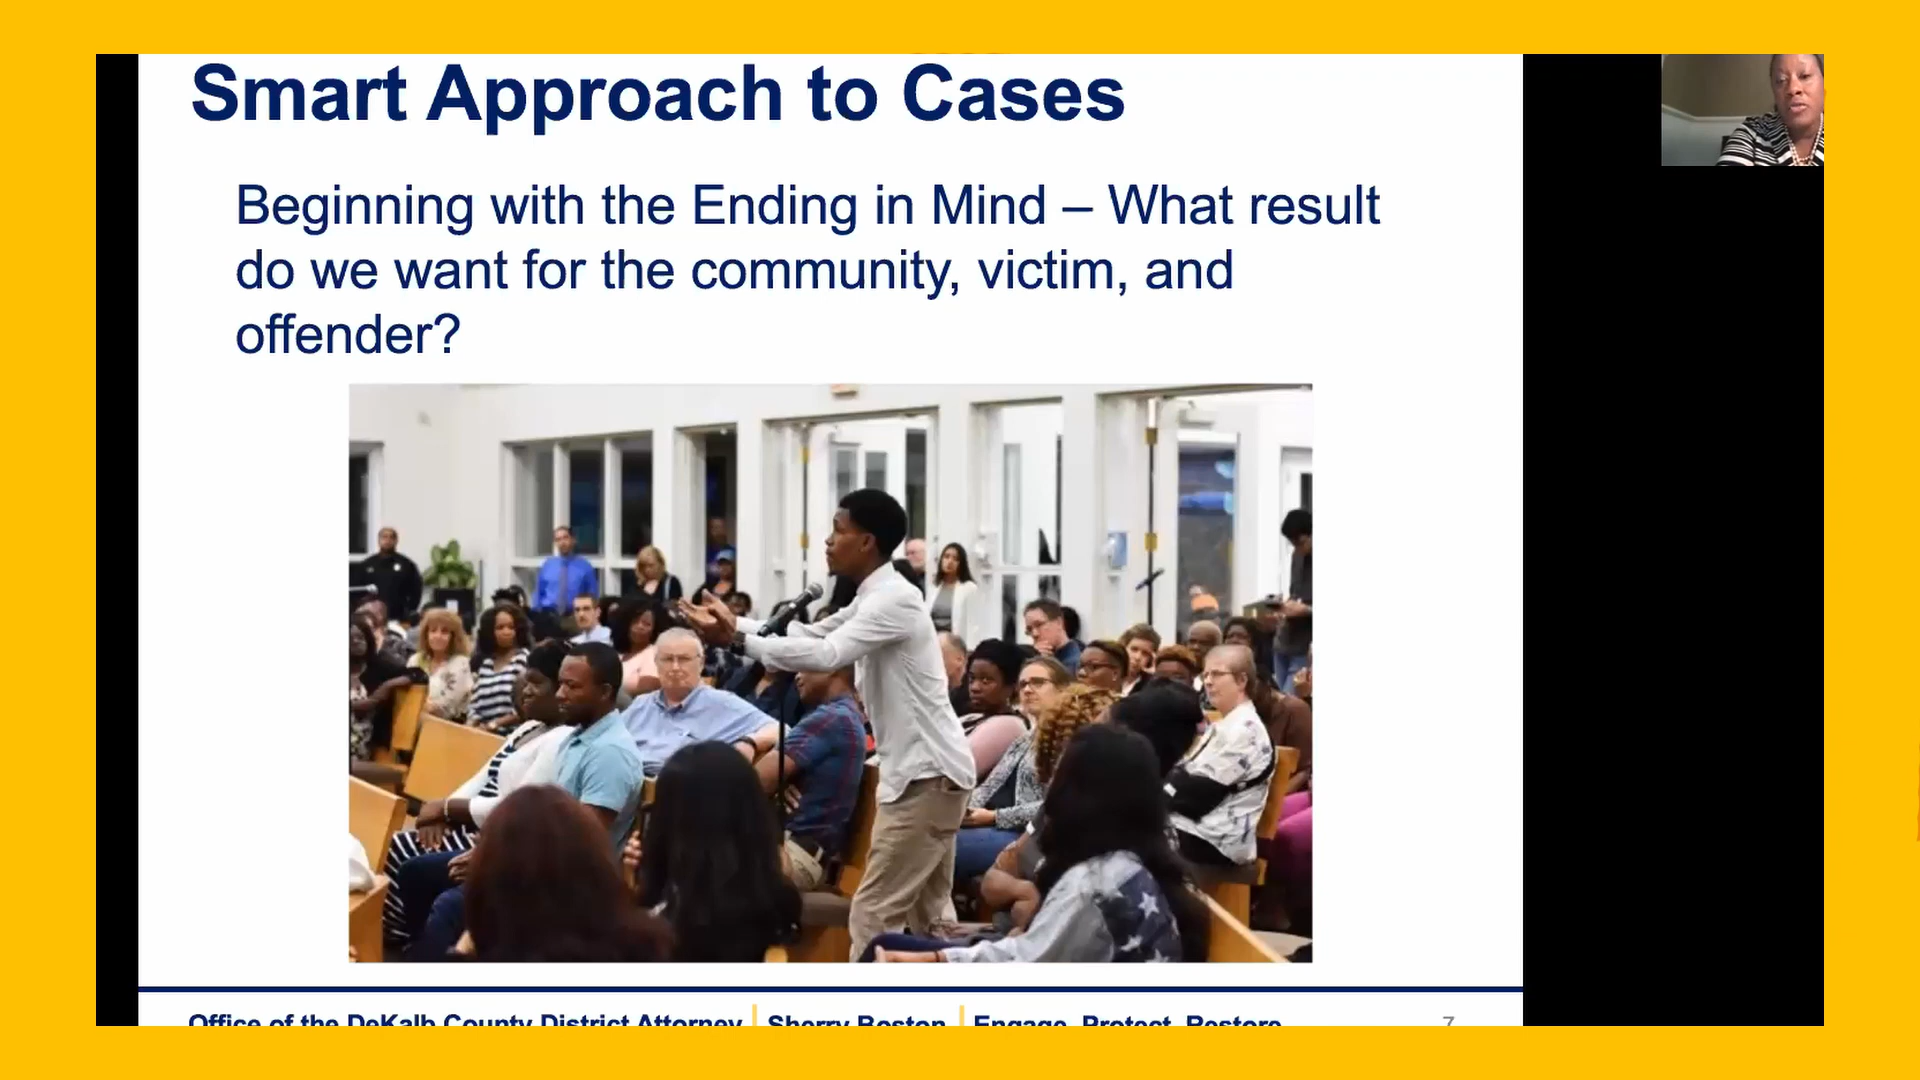 Smart Approach to Cases
Beginning with the Ending in Mind – What result
do we want for the community, victim, and
offender?
Office of the DeKalb County District Attorney Sherry Boston Engage. Protect. Restore. 7